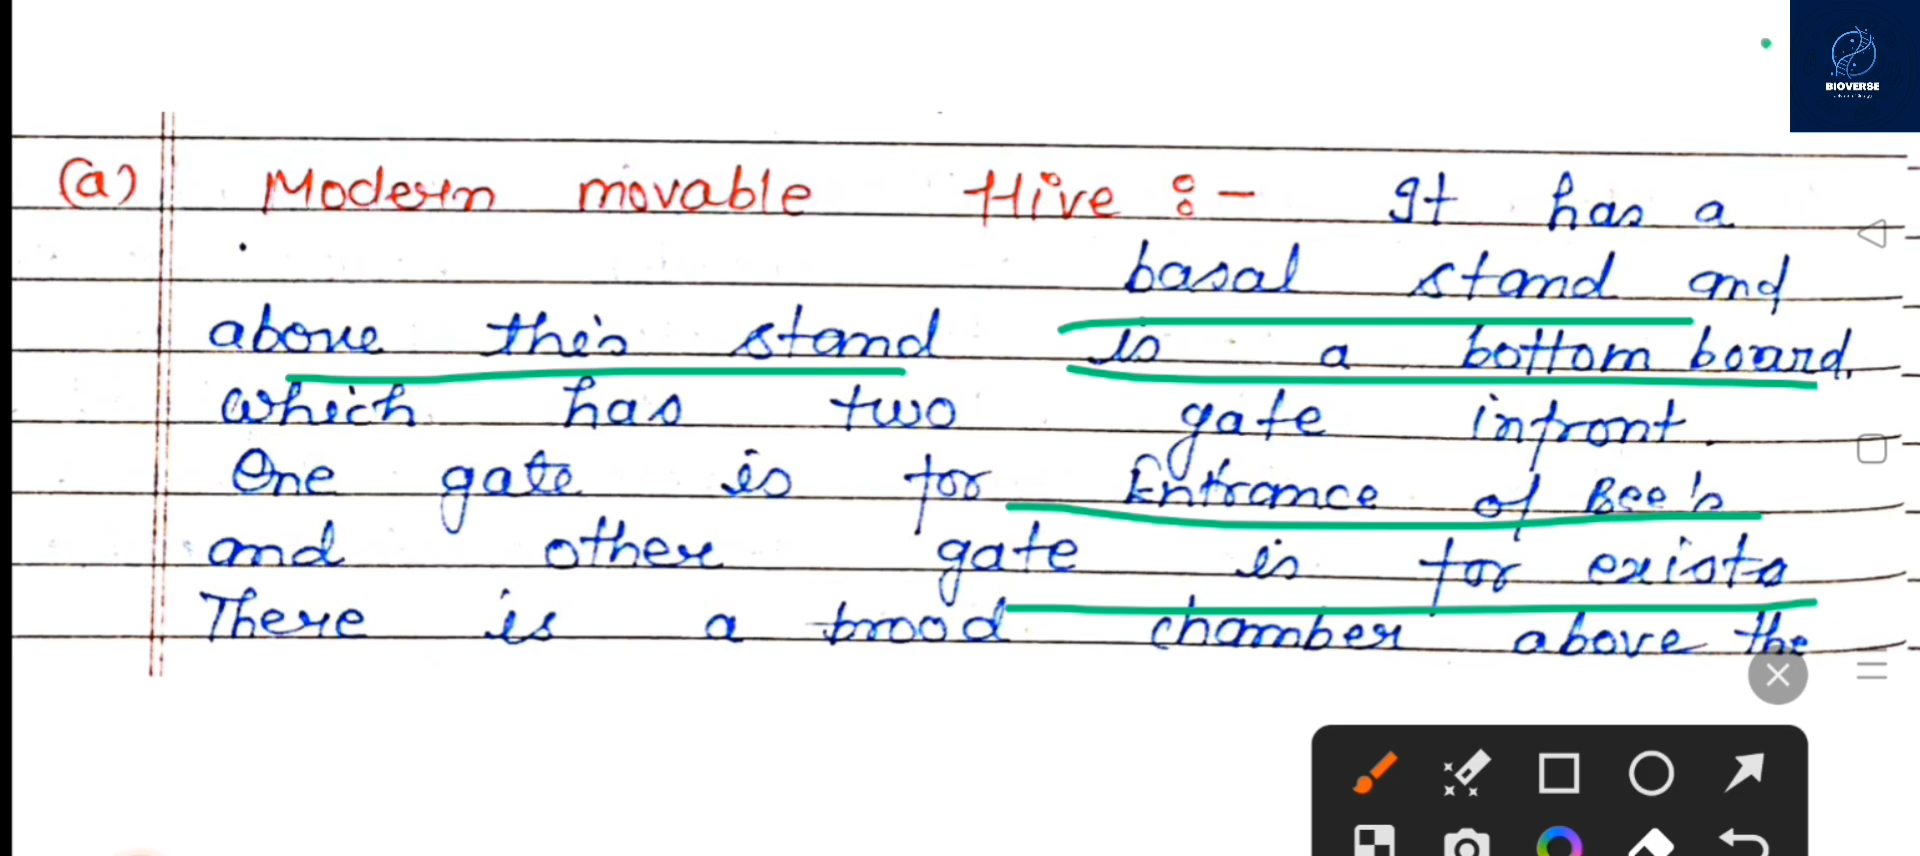 BIOVERSE
(a) Modern movable Hive :- It has a
basal stand and
above this stand is a bottom board.
which has two gate infront.
One gate is for Entrance of Bee's
and other gate is for exists
There is a brood chamber above the